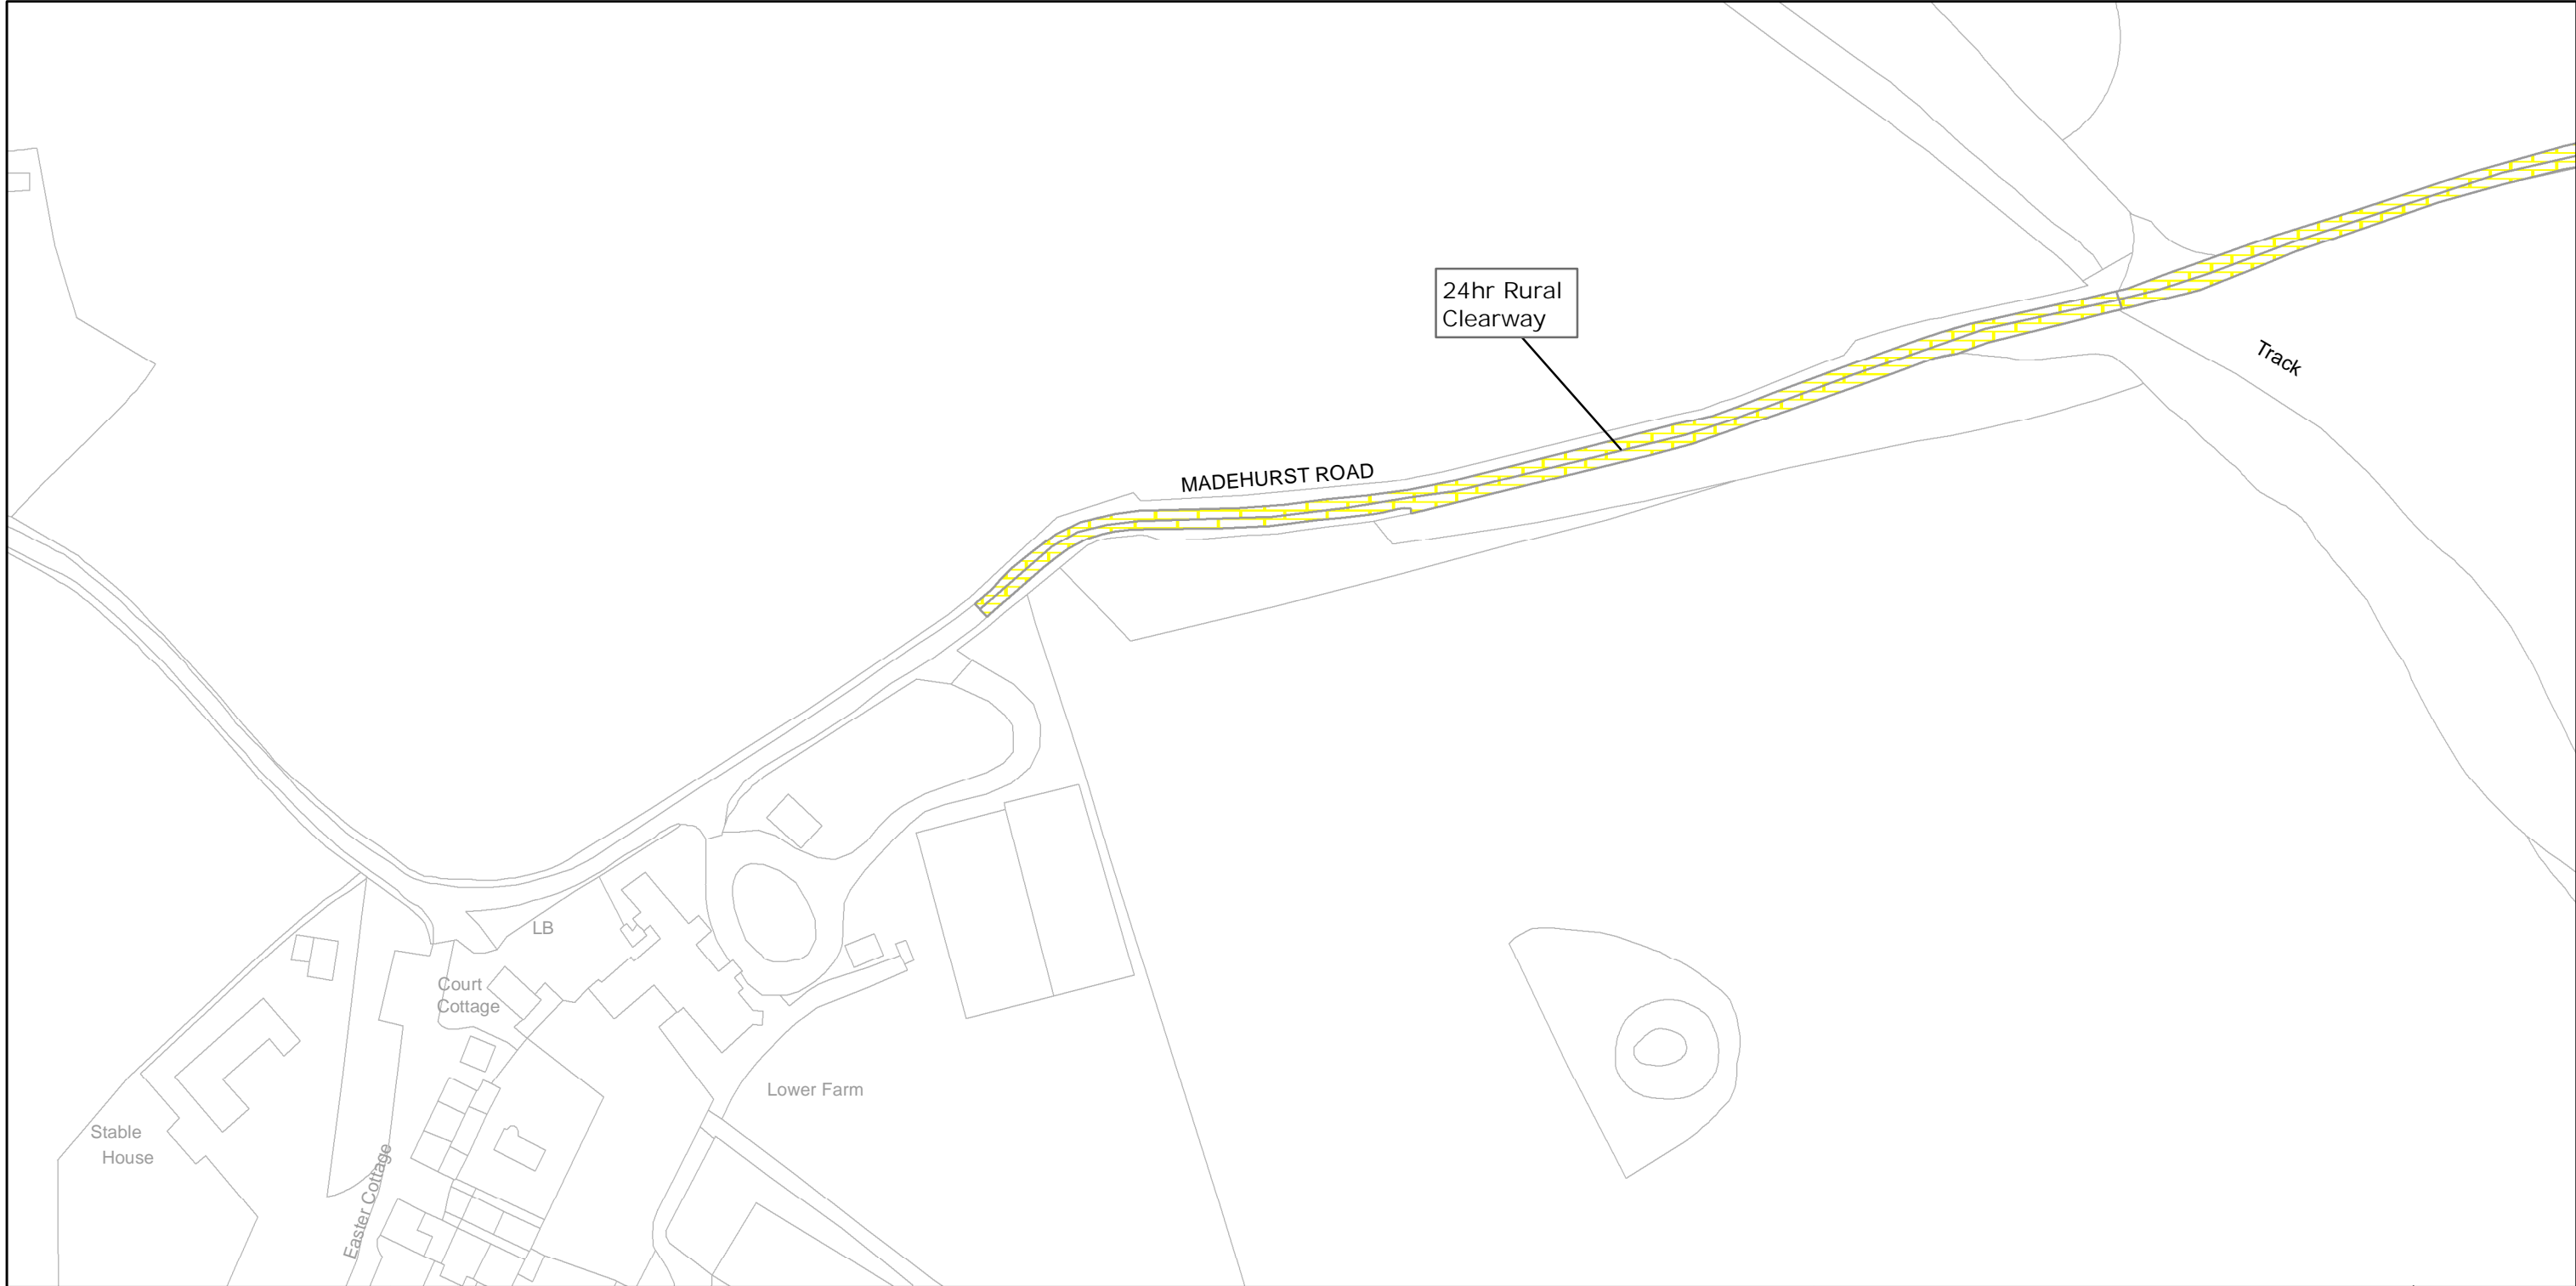 24hr Rural
Clearway
Track
MADEHURST ROAD
LB
Court
Cottage
Lower Farm
Stable
House
Easter Cottage